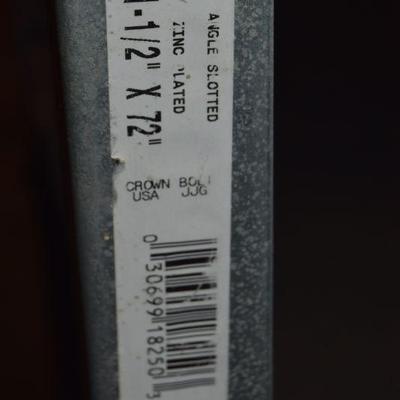 ANGLE SLOTTED
ZINC PLATED
1-1/2" X 72"
CROWN BOLT
USA JJG
0 30699 18250 3